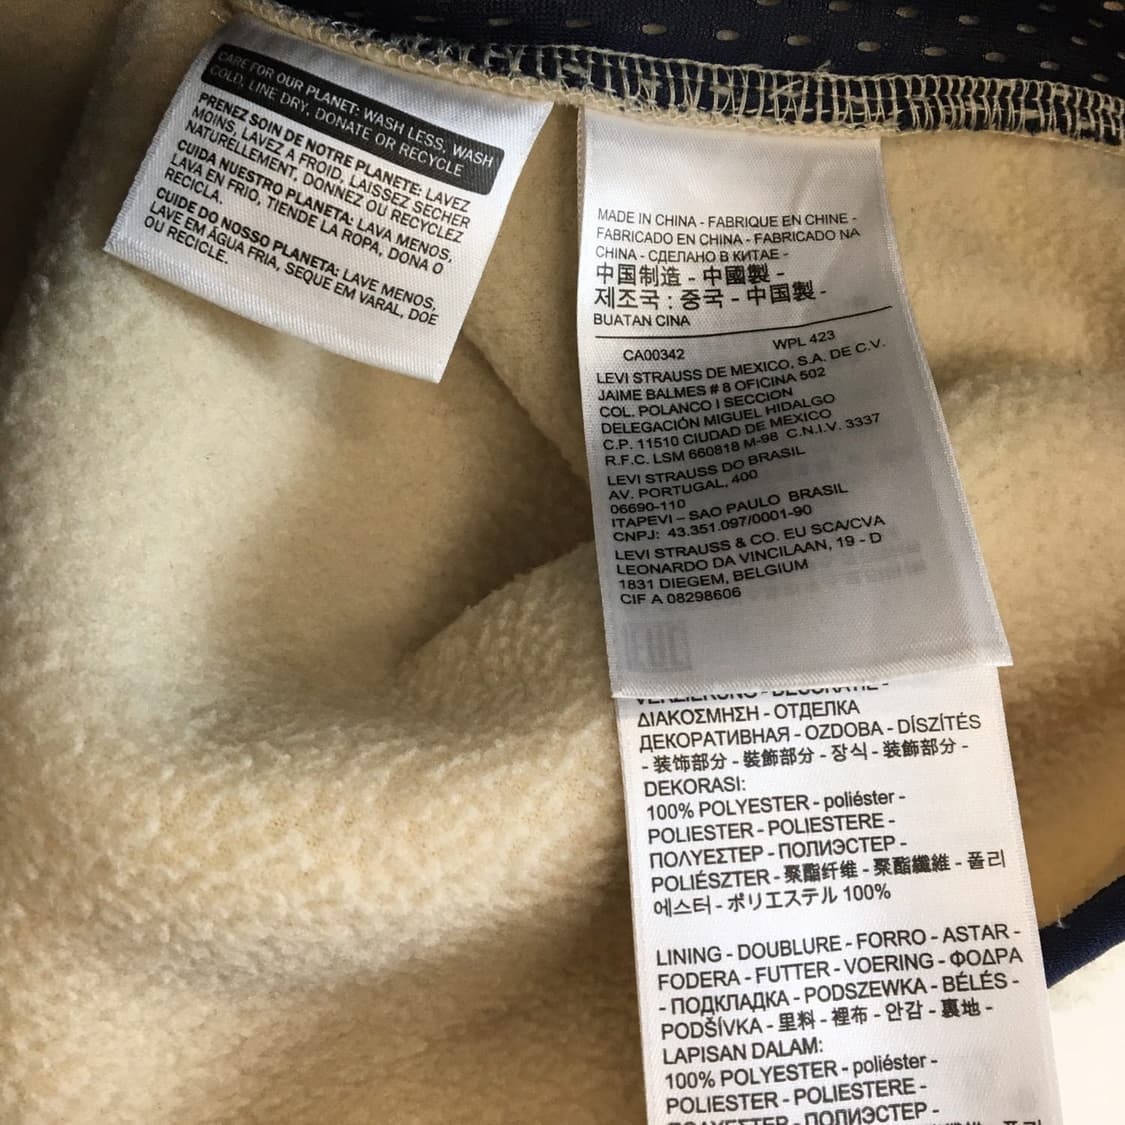 CARE FOR OUR PLANET: WASH LESS, WASH
COLD, LINE DRY, DONATE OR RECYCLE
PRENEZ SOIN DE NOTRE PLANETE: LAVEZ
MOINS, LAVEZ À FROID, LAISSEZ SÉCHER
NATURELLEMENT, DONNEZ OU RECYCLEZ
CUIDA NUESTRO PLANETA: LAVA MENOS,
LAVA EN FRIO, TIENDE LA ROPA, DONA O
RECICLA.
CUIDE DO NOSSO PLANETA: LAVE MENOS,
LAVE EM ÁGUA FRIA, SEQUE EM VARAL, DOE
OU RECICLE.
MADE IN CHINA - FABRIQUE EN CHINE -
FABRICADO EN CHINA - FABRICADO NA
CHINA - СДЕЛАНО В КИТАЕ -
中国制造 - 中國製 -
제조국 : 중국 - 中国製 -
BUATAN CINA
CA00342 WPL 423
LEVI STRAUSS DE MEXICO, S.A. DE C.V.
JAIME BALMES # 8 OFICINA 502
COL. POLANCO I SECCION
DELEGACIÓN MIGUEL HIDALGO
C.P. 11510 CIUDAD DE MEXICO
R.F.C. LSM 660818 M-98 C.N.I.V. 3337
LEVI STRAUSS DO BRASIL
AV. PORTUGAL, 400
06690-110
ITAPEVI – SAO PAULO BRASIL
CNPJ: 43.351.097/0001-90
LEVI STRAUSS & CO. EU SCA/CVA
LEONARDO DA VINCILAAN, 19 - D
1831 DIEGEM, BELGIUM
CIF A 08298606
VERZIERUNG - DECORATIE -
ΔΙΑΚΟΣΜΗΣΗ - ОТДЕЛКА
ДЕКОРАТИВНАЯ - OZDOBA - DÍSZÍTÉS
- 装饰部分 - 裝飾部分 - 장식 - 装飾部分 -
DEKORASI:
100% POLYESTER - poliéster -
POLIESTER - POLIESTERE -
ΠΟΛΥΕΣΤΕΡ - ПОЛИЭСТЕР -
POLIÉSZTER - 聚酯纤维 - 聚酯纖維 - 폴리
에스터 - ポリエステル 100%
LINING - DOUBLURE - FORRO - ASTAR -
FODERA - FUTTER - VOERING - ΦΟΔΡΑ
- ПОДКЛАДКА - PODSZEWKA - BÉLÉS -
PODŠÍVKA - 里料 - 裡布 - 안감 - 裏地 -
LAPISAN DALAM:
100% POLYESTER - poliéster -
POLIESTER - POLIESTERE -
ΠΟΛΥΕΣΤΕΡ - ПОЛИЭСТЕР -